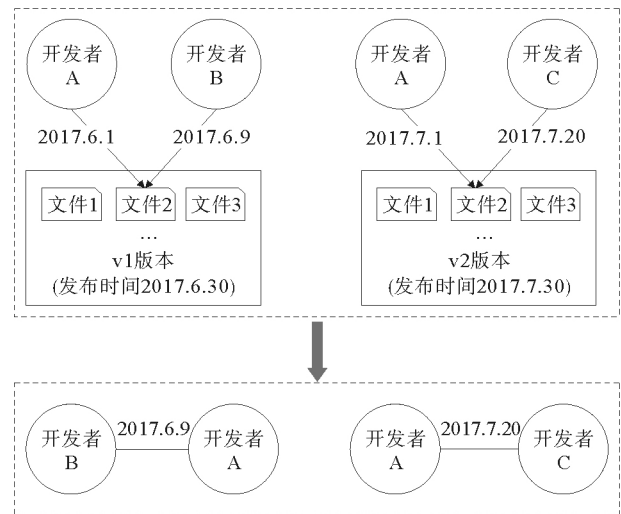 开发者
A
开发者
B
开发者
A
开发者
C
2017.6.1
2017.6.9
2017.7.1
2017.7.20
文件1
文件2
文件3
...
v1版本
(发布时间2017.6.30)
文件1
文件2
文件3
...
v2版本
(发布时间2017.7.30)
开发者
B
2017.6.9
开发者
A
开发者
A
2017.7.20
开发者
C